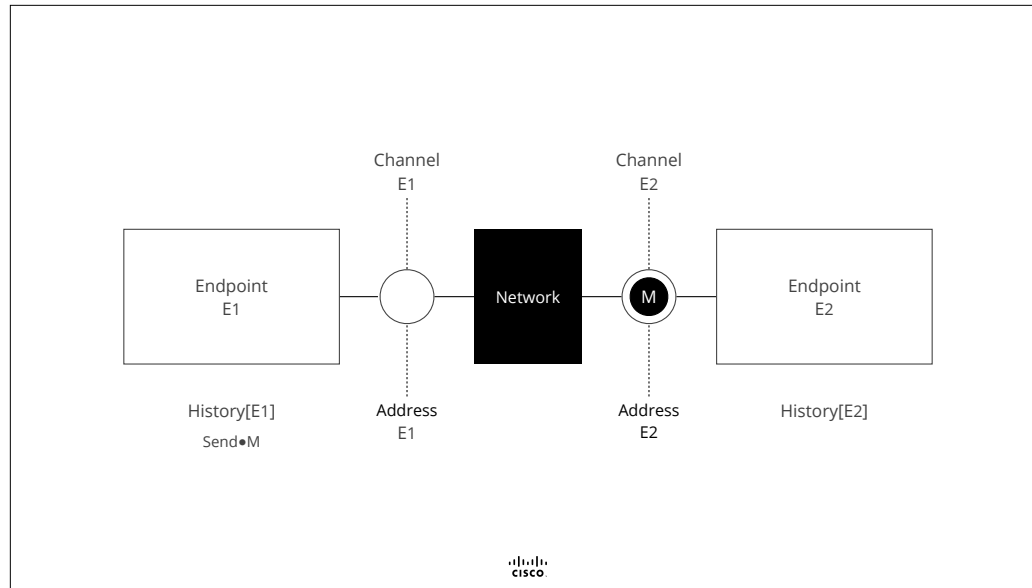 Channel
E1
Channel
E2
Endpoint
E1
Network
M
Endpoint
E2
History[E1]
Send●M
Address
E1
Address
E2
History[E2]
CISCO.